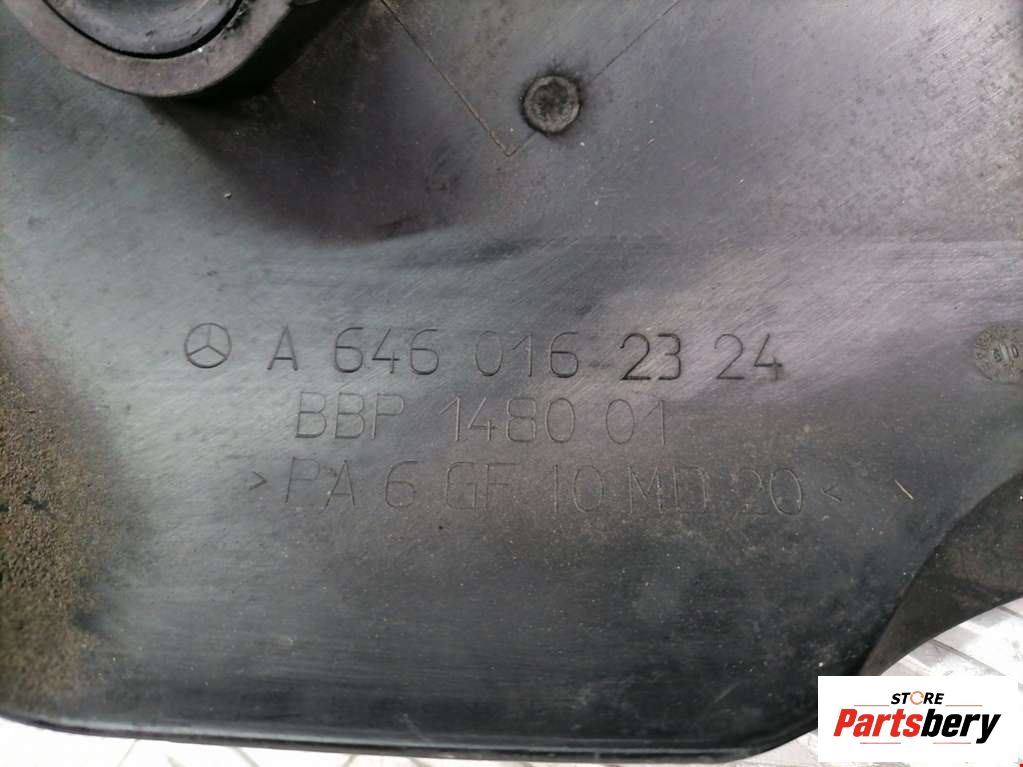 A 646 016 23 24
BBP 1480 01
> PA 6 GF 10 MD 20 <
STORE
Partsbery